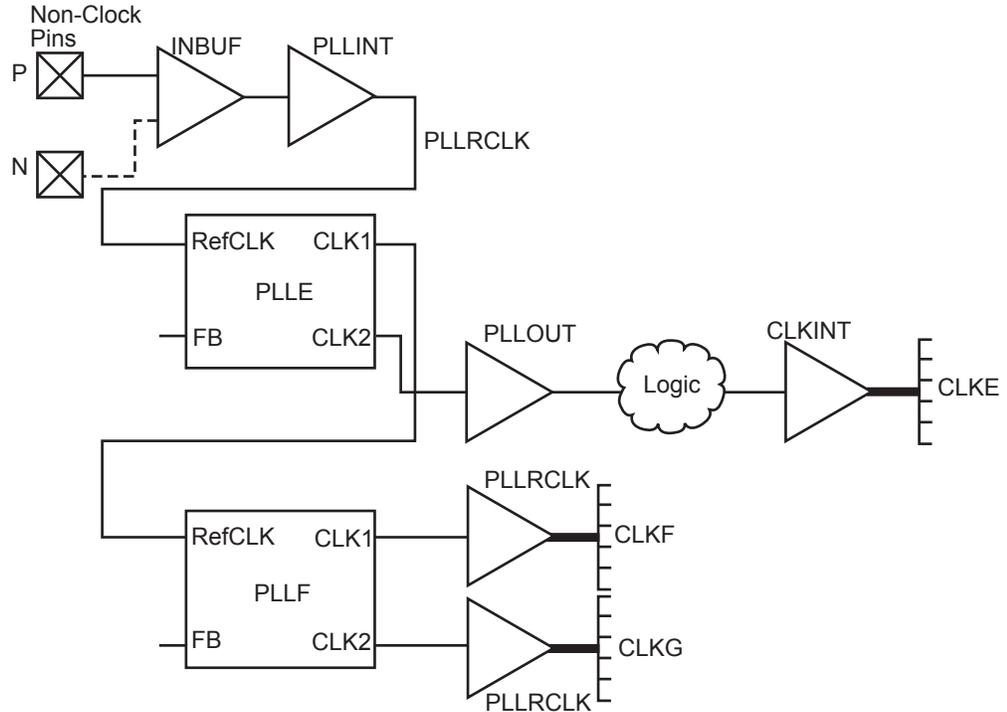 Non-Clock
Pins
P
INBUF
PLLINT
N
PLLRCLK
RefCLK
CLK1
PLLE
FB
CLK2
PLLOUT
Logic
CLKINT
CLKE
RefCLK
CLK1
PLLF
FB
CLK2
PLLRCLK
CLKF
CLKG
PLLRCLK